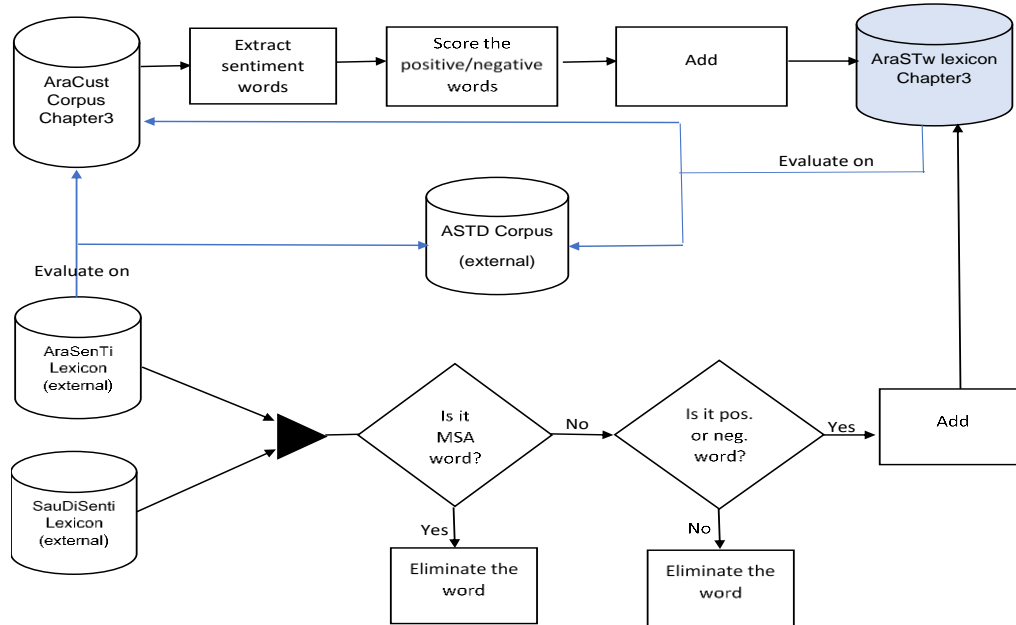 AraCust
Corpus
Chapter3
Extract
sentiment
words
Score the
positive/negative
words
Add
AraSTw lexicon
Chapter3
Evaluate on
ASTD Corpus
(external)
Evaluate on
AraSenTi
Lexicon
(external)
Is it
MSA
word?
No
Is it pos.
or neg.
word?
Yes
Add
SauDiSenti
Lexicon
(external)
Yes
No
Eliminate the
word
Eliminate the
word